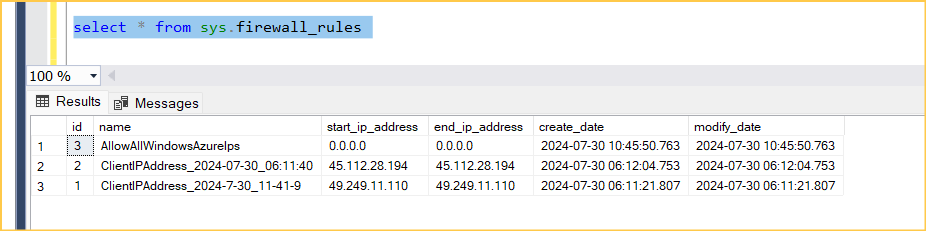 select * from sys.firewall_rules
100 %
Results Messages
id name start_ip_address end_ip_address create_date modify_date
1 3 AllowAllWindowsAzureIps 0.0.0.0 0.0.0.0 2024-07-30 10:45:50.763 2024-07-30 10:45:50.763
2 2 ClientIPAddress_2024-07-30_06:11:40 45.112.28.194 45.112.28.194 2024-07-30 06:12:04.753 2024-07-30 06:12:04.753
3 1 ClientIPAddress_2024-7-30_11-41-9 49.249.11.110 49.249.11.110 2024-07-30 06:11:21.807 2024-07-30 06:11:21.807